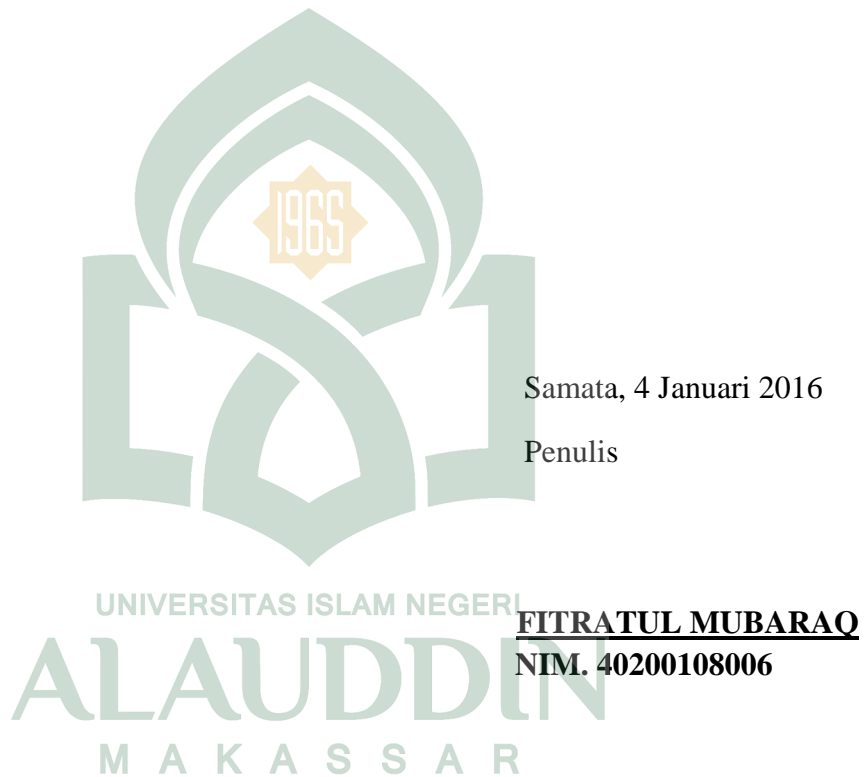 1965
Samata, 4 Januari 2016
Penulis
UNIVERSITAS ISLAM NEGERI
FITRATUL MUBARAQ
ALAUDDIN
NIM. 40200108006
MAKASSAR